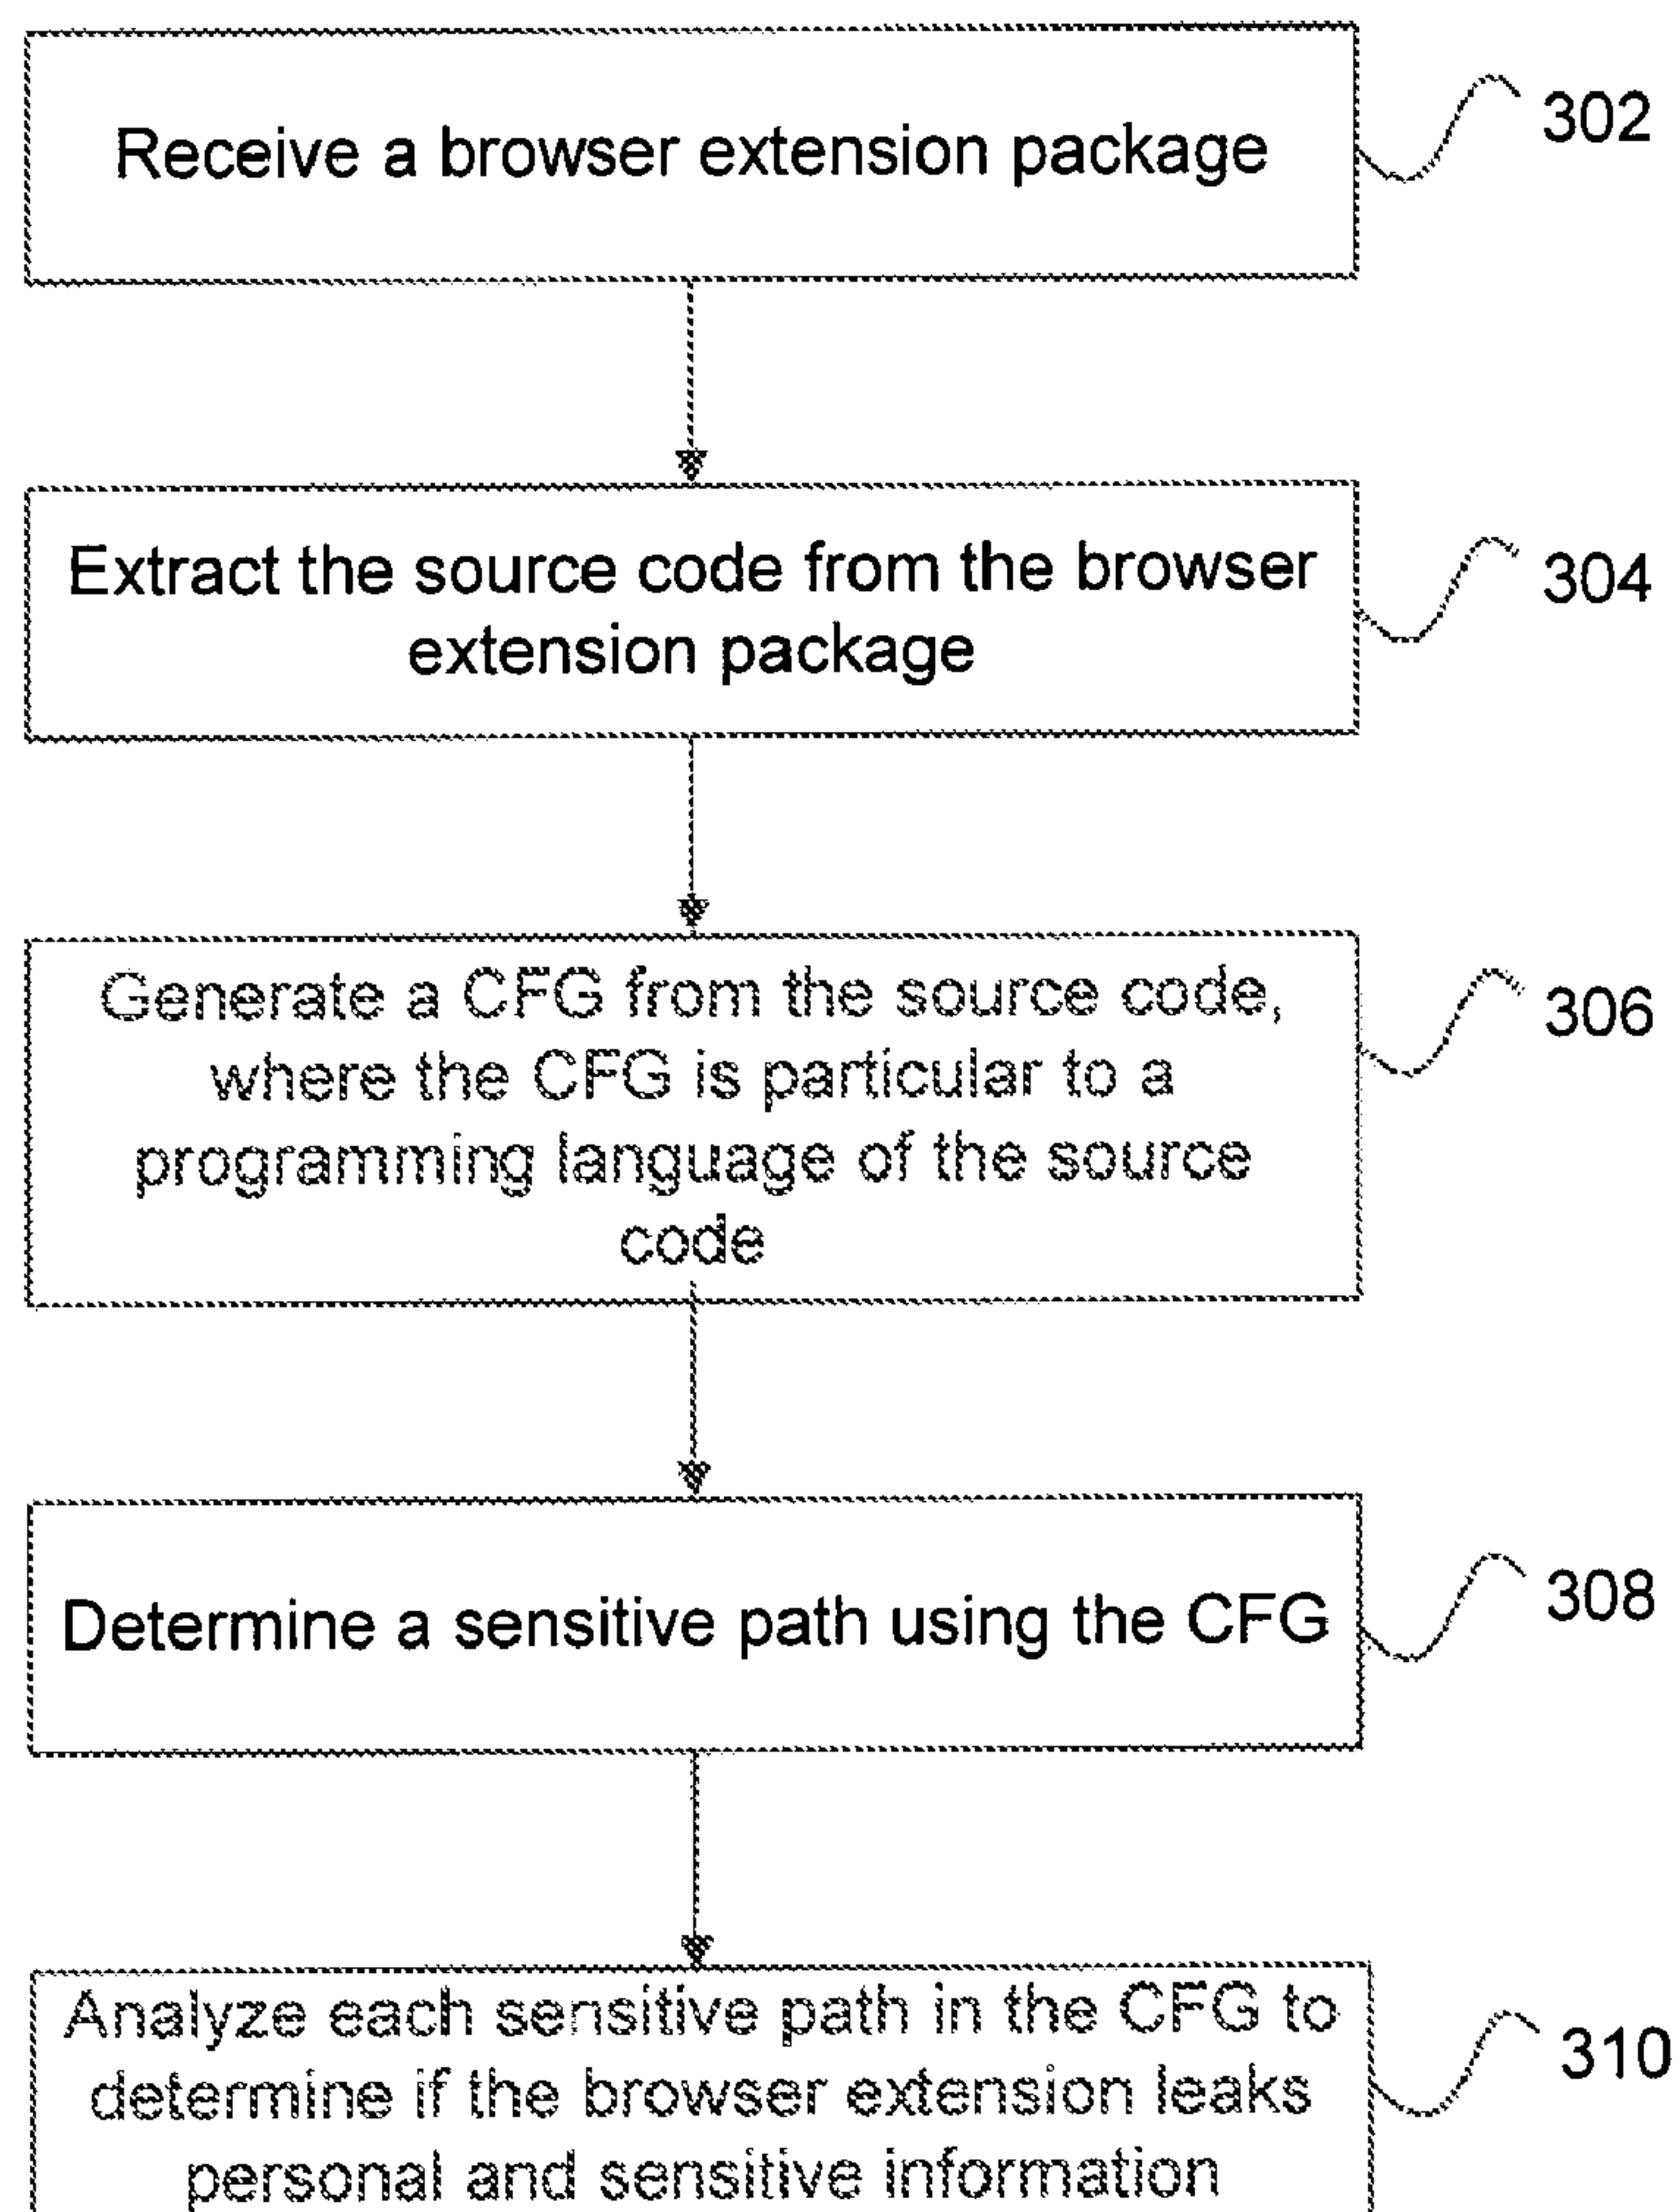 Receive a browser extension package
302
Extract the source code from the browser
extension package
304
Generate a CFG from the source code,
where the CFG is particular to a
programming language of the source
code
306
Determine a sensitive path using the CFG
308
Analyze each sensitive path in the CFG to
determine if the browser extension leaks
personal and sensitive information
310